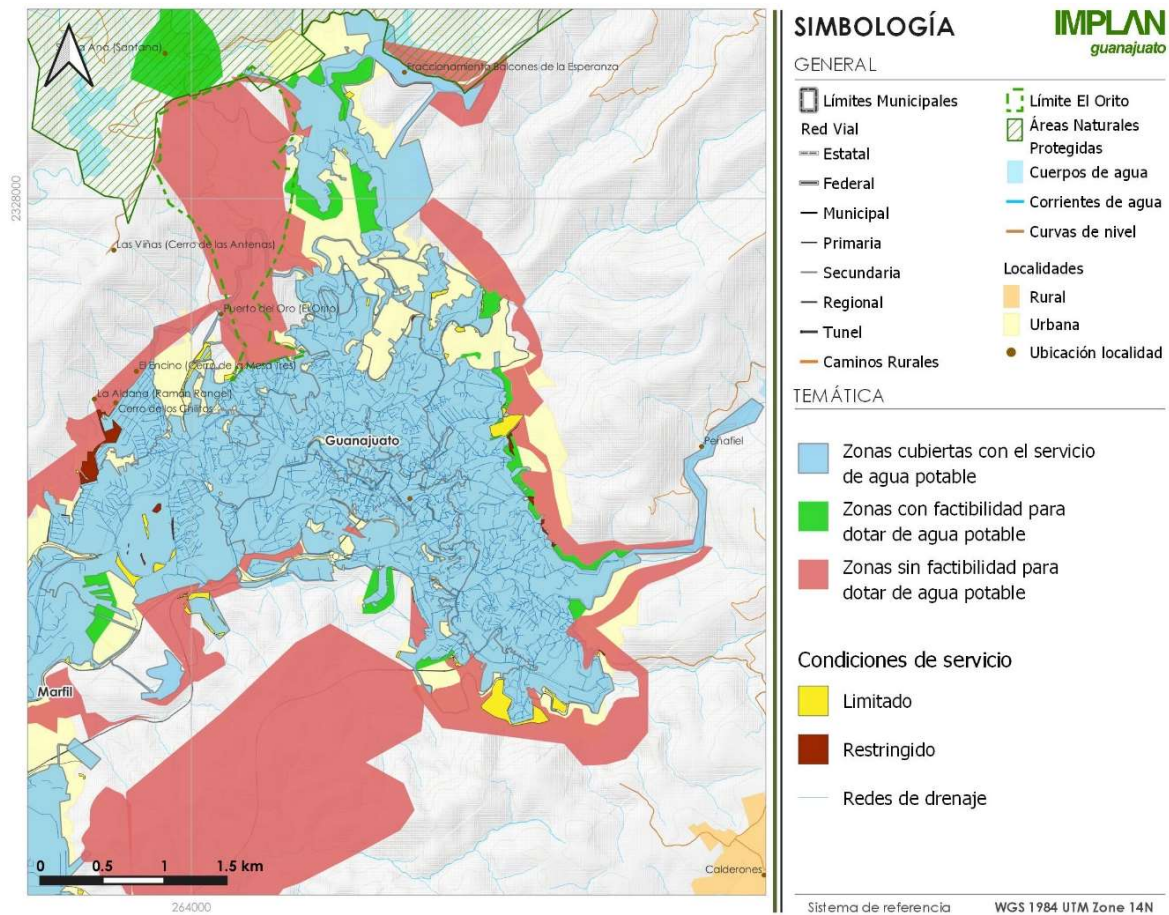 Santa Ana (Santana)
Fraccionamiento Balcones de la Esperanza
2328000
Las Viñas (Cerro de las Antenas)
Puerto del Oro (El Orito)
El Encino (Cerro de la Mesa Tres)
La Aldana (Ramón Rangel)
Cerro de los Chilitos
Guanajuato
Peñafiel
Marfil
Calderones
0 0.5 1 1.5 km
264000
SIMBOLOGÍA
IMPLAN
guanajuato
GENERAL
Límites Municipales
Red Vial
Estatal
Federal
Municipal
Primaria
Secundaria
Regional
Tunel
Caminos Rurales
Límite El Orito
Áreas Naturales
Protegidas
Cuerpos de agua
Corrientes de agua
Curvas de nivel
Localidades
Rural
Urbana
Ubicación localidad
TEMÁTICA
Zonas cubiertas con el servicio
de agua potable
Zonas con factibilidad para
dotar de agua potable
Zonas sin factibilidad para
dotar de agua potable
Condiciones de servicio
Limitado
Restringido
Redes de drenaje
Sistema de referencia WGS 1984 UTM Zone 14N